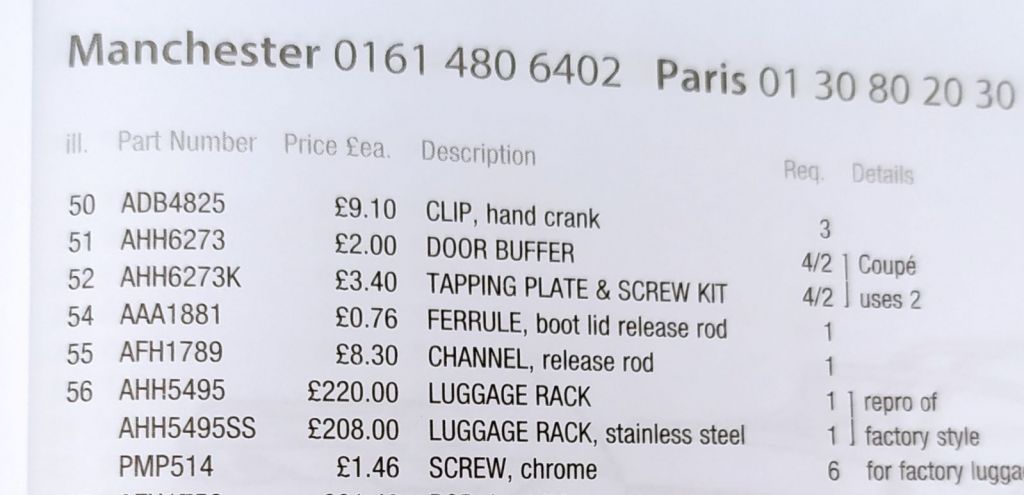 Manchester 0161 480 6402 Paris 01 30 80 20 30
ill. Part Number Price £ea. Description Req. Details
50 ADB4825 £9.10 CLIP, hand crank 3
51 AHH6273 £2.00 DOOR BUFFER 4/2 Coupé
52 AHH6273K £3.40 TAPPING PLATE & SCREW KIT 4/2 uses 2
54 AAA1881 £0.76 FERRULE, boot lid release rod 1
55 AFH1789 £8.30 CHANNEL, release rod 1
56 AHH5495 £220.00 LUGGAGE RACK 1 repro of
AHH5495SS £208.00 LUGGAGE RACK, stainless steel 1 factory style
PMP514 £1.46 SCREW, chrome 6 for factory lugga